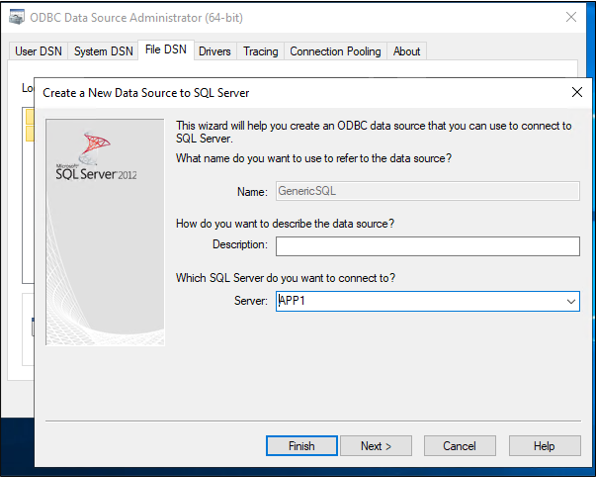 ODBC Data Source Administrator (64-bit)
User DSN System DSN File DSN Drivers Tracing Connection Pooling About
Create a New Data Source to SQL Server
Microsoft
SQL Server 2012
This wizard will help you create an ODBC data source that you can use to connect to
SQL Server.
What name do you want to use to refer to the data source?
Name: GenericSQL
How do you want to describe the data source?
Description:
Which SQL Server do you want to connect to?
Server: APP1
Finish Next > Cancel Help